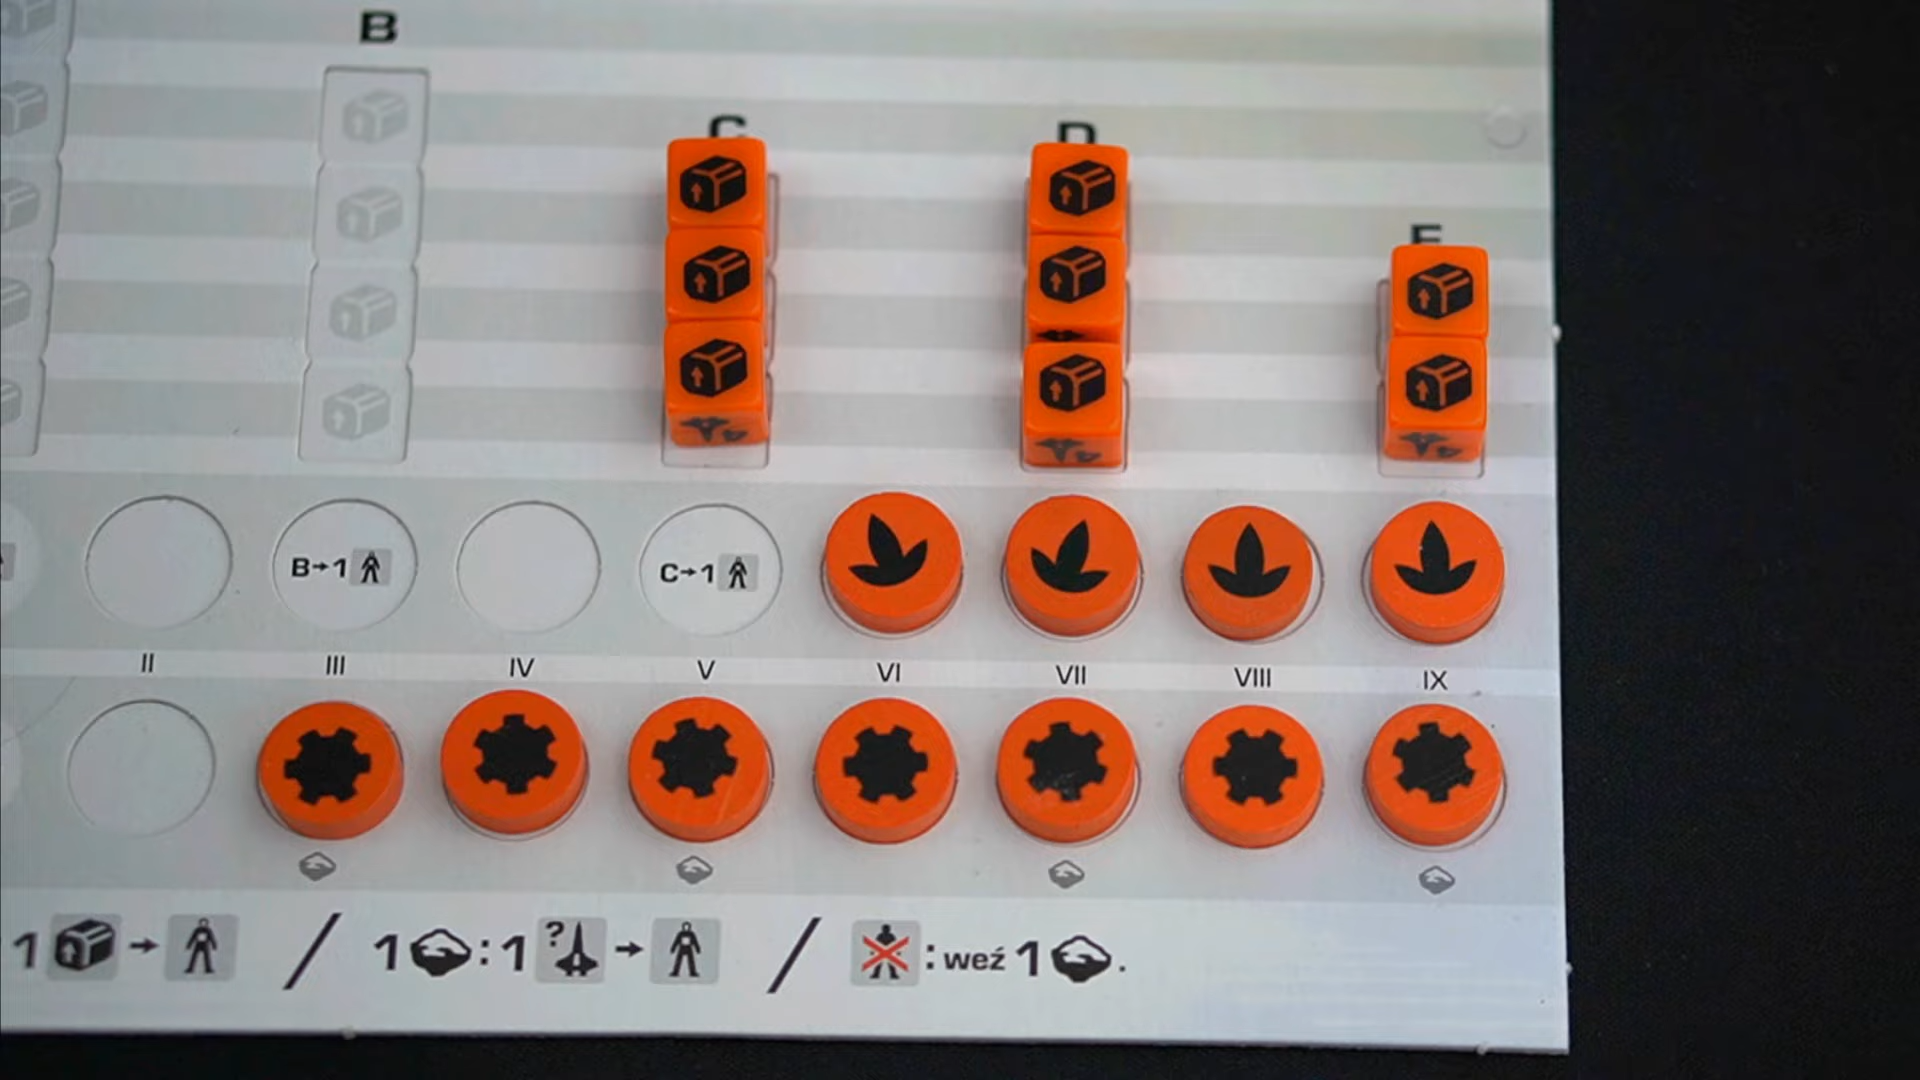 B
C
D
E
B→1
C→1
II III IV V VI VII VIII IX
1 → / 1 : 1 ? → / : weź 1 .